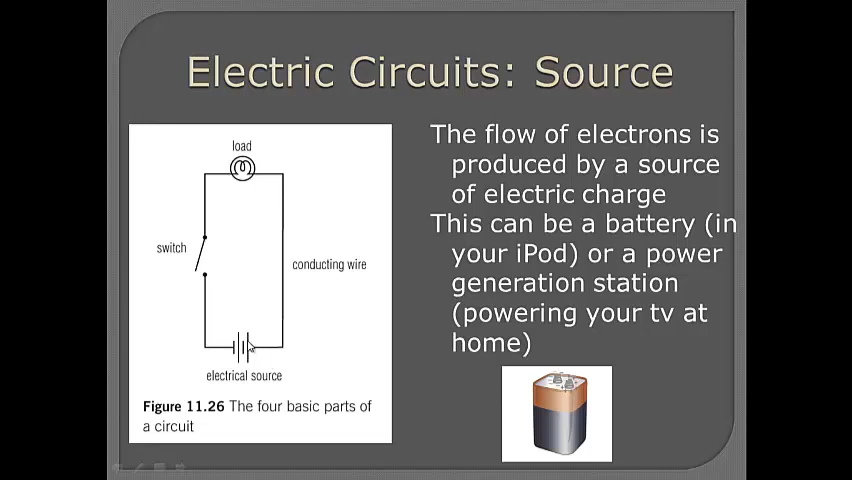 Electric Circuits: Source
load
switch
conducting wire
electrical source
Figure 11.26 The four basic parts of
a circuit
The flow of electrons is
produced by a source
of electric charge
This can be a battery (in
your iPod) or a power
generation station
(powering your tv at
home)